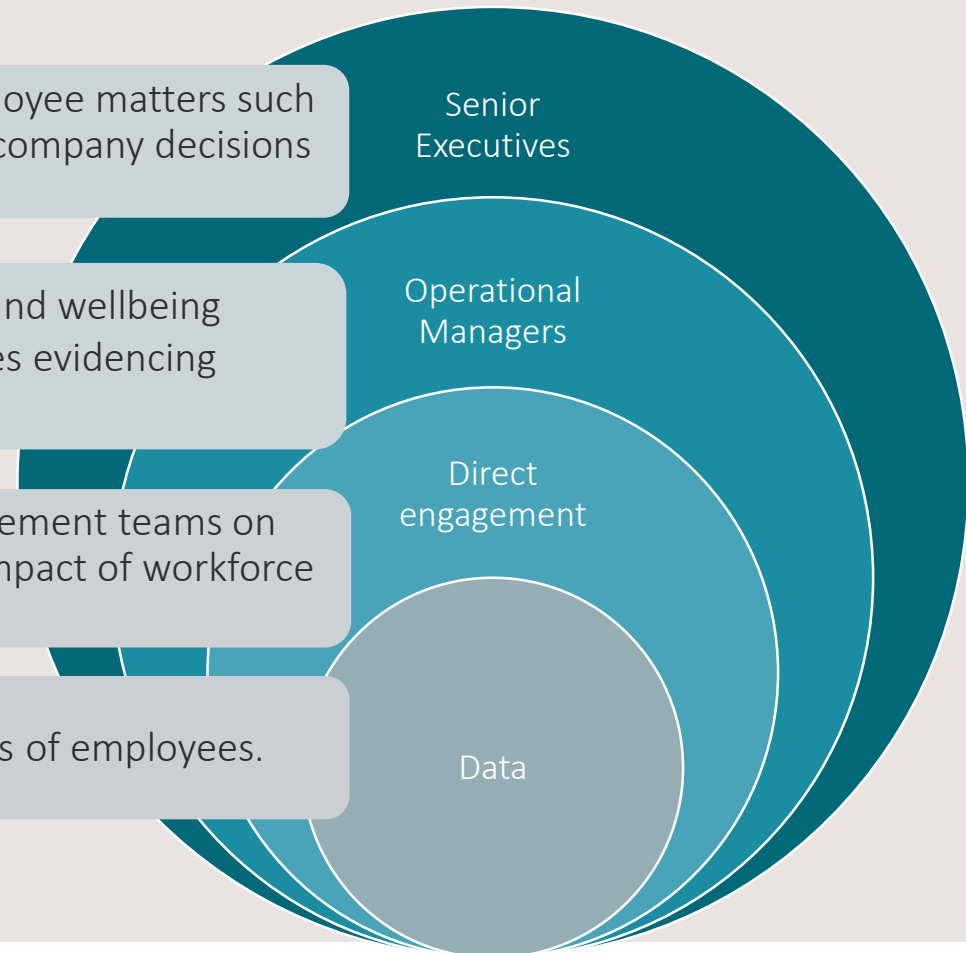 oyee matters such
company decisions
Senior
Executives
nd wellbeing
es evidencing
Operational
Managers
ement teams on
mpact of workforce
Direct
engagement
s of employees.
Data